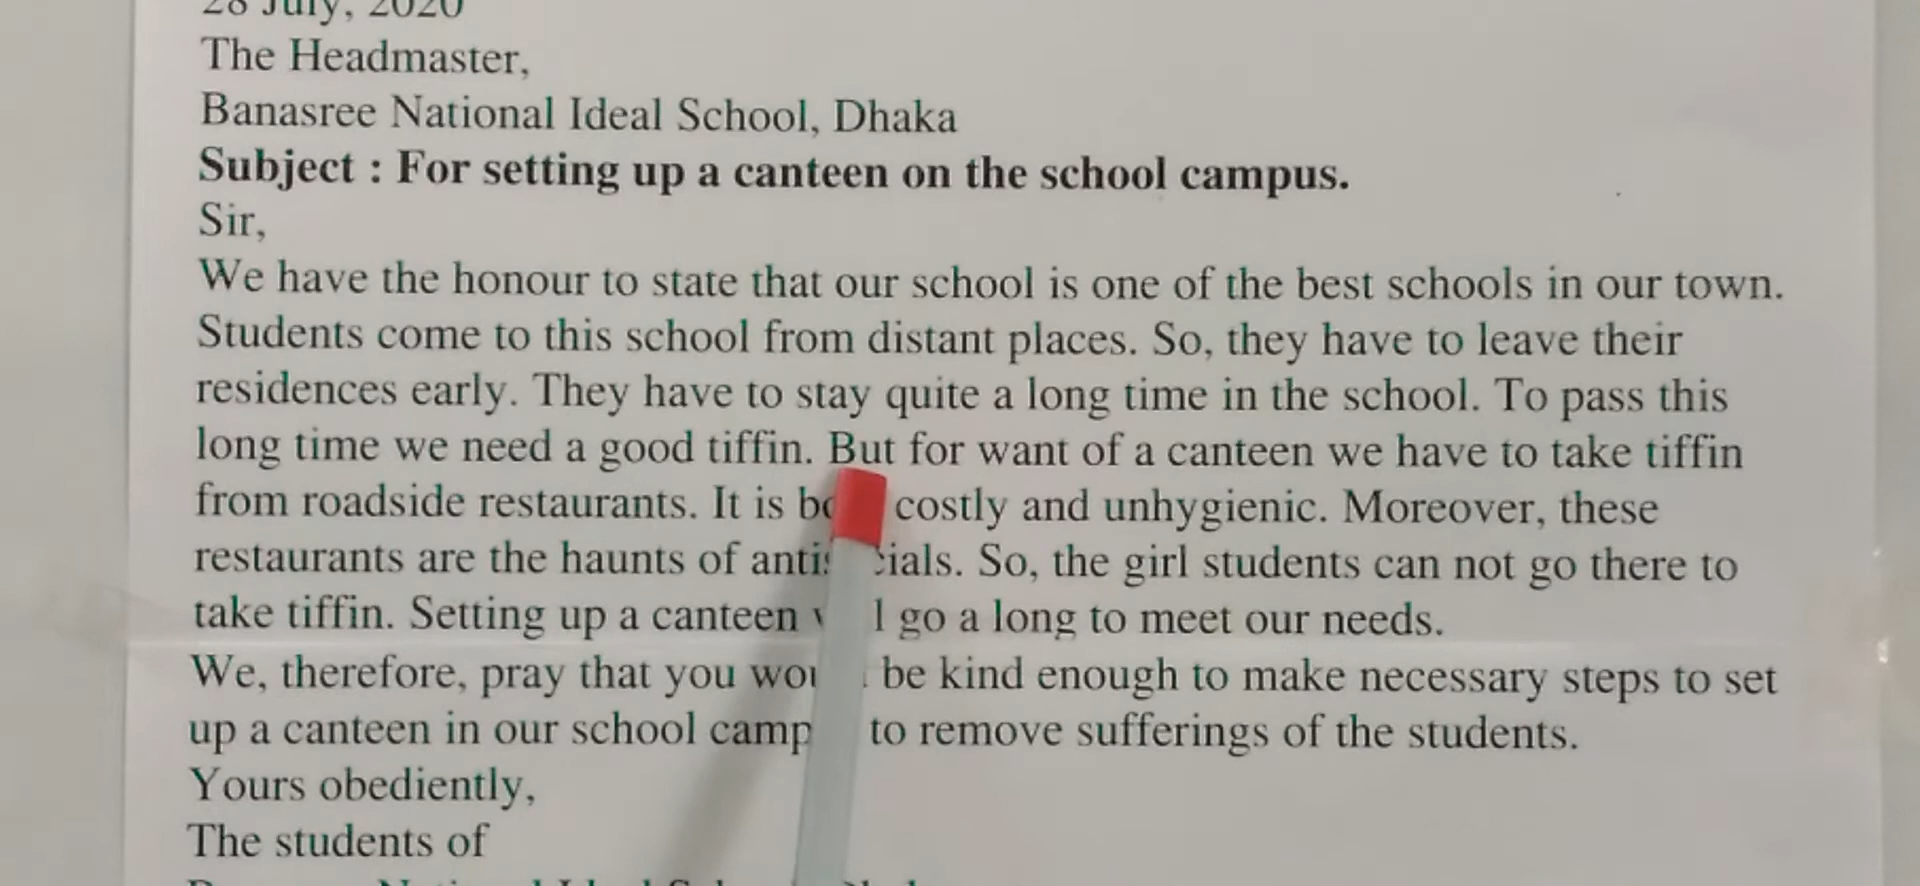 28 July, 2020
The Headmaster,
Banasree National Ideal School, Dhaka
Subject : For setting up a canteen on the school campus.
Sir,
We have the honour to state that our school is one of the best schools in our town.
Students come to this school from distant places. So, they have to leave their
residences early. They have to stay quite a long time in the school. To pass this
long time we need a good tiffin. But for want of a canteen we have to take tiffin
from roadside restaurants. It is costly and unhygienic. Moreover, these
restaurants are the haunts of So, the girl students can not go there to
take tiffin. Setting up a canteen go a long to meet our needs.
We, therefore, pray that you be kind enough to make necessary steps to set
up a canteen in our school to remove sufferings of the students.
Yours obediently,
The students of